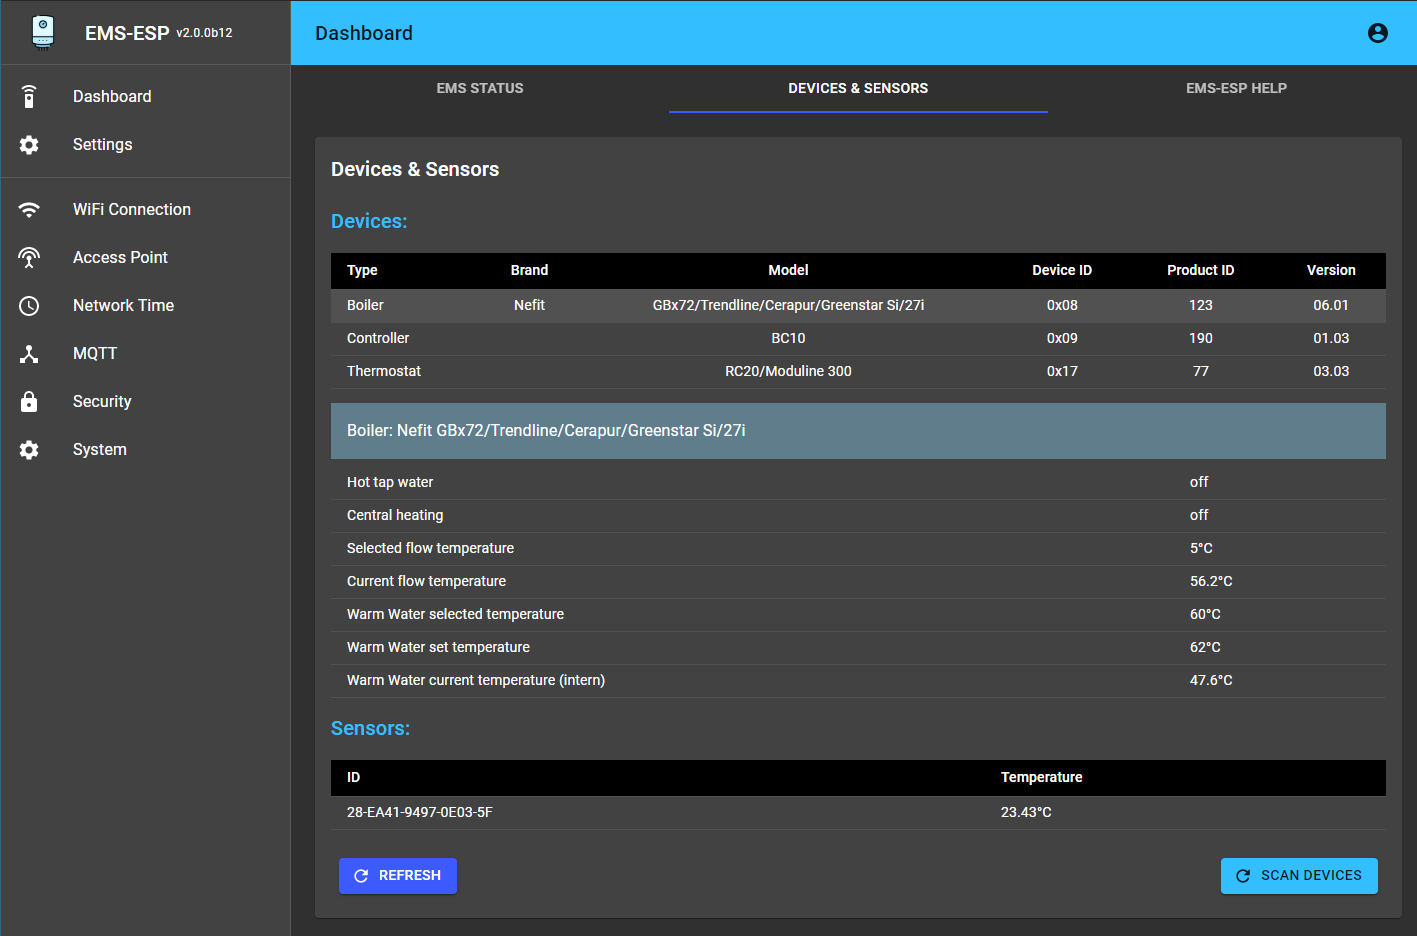 EMS-ESP v2.0.0b12
Dashboard
Settings
WiFi Connection
Access Point
Network Time
MQTT
Security
System
Dashboard
EMS STATUS DEVICES & SENSORS EMS-ESP HELP
Devices & Sensors
Devices:
Type Brand Model Device ID Product ID Version
Boiler Nefit GBx72/Trendline/Cerapur/Greenstar Si/27i 0x08 123 06.01
Controller BC10 0x09 190 01.03
Thermostat RC20/Moduline 300 0x17 77 03.03
Boiler: Nefit GBx72/Trendline/Cerapur/Greenstar Si/27i
Hot tap water off
Central heating off
Selected flow temperature 5°C
Current flow temperature 56.2°C
Warm Water selected temperature 60°C
Warm Water set temperature 62°C
Warm Water current temperature (intern) 47.6°C
Sensors:
ID Temperature
28-EA41-9497-0E03-5F 23.43°C
REFRESH SCAN DEVICES